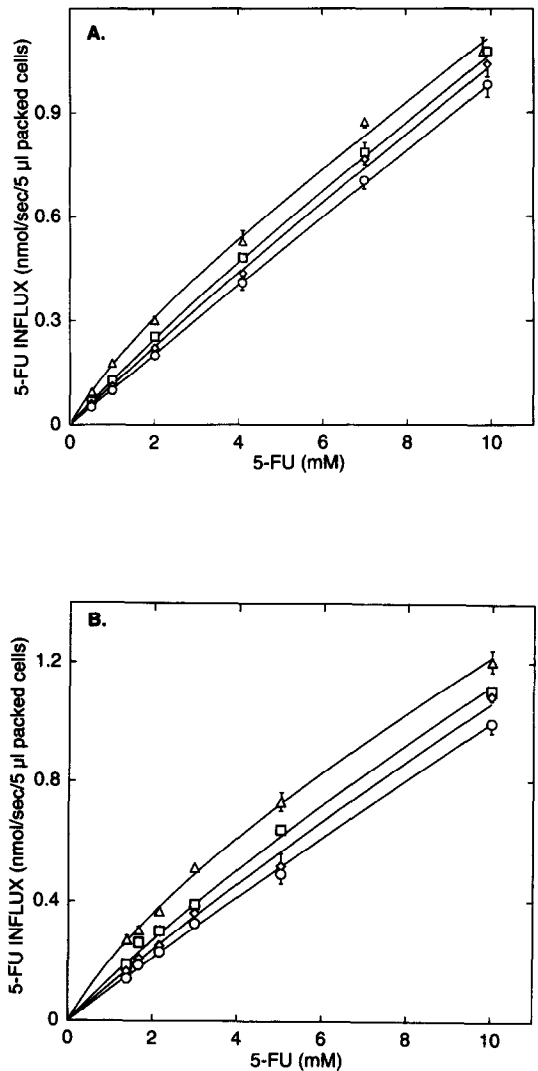 A.
0.9
0.6
0.3
0
0 2 4 6 8 10
5-FU (mM)
5-FU INFLUX (nmol/sec/5 µl packed cells)
B.
1.2
0.8
0.4
0
0 2 4 6 8 10
5-FU (mM)
5-FU INFLUX (nmol/sec/5 µl packed cells)